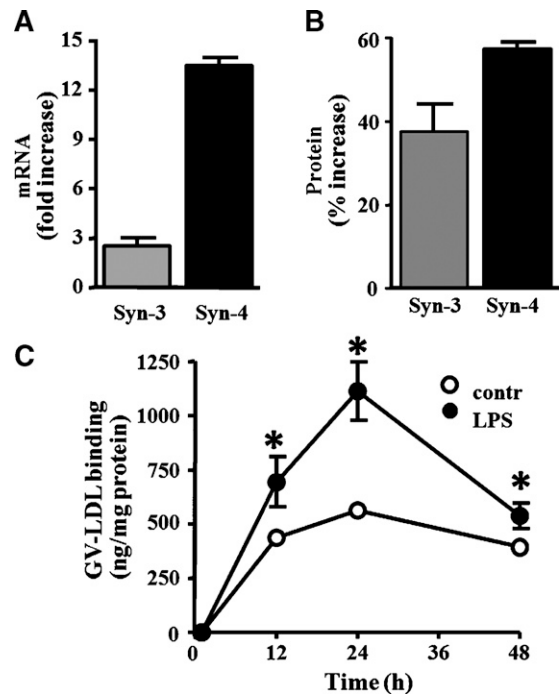 A
mRNA
(fold increase)
15
12
9
6
3
0
Syn-3 Syn-4
B
Protein
(% increase)
60
40
20
0
Syn-3 Syn-4
C
GV-LDL binding
(ng/mg protein)
1250
1000
750
500
250
0
* * *
contr
LPS
0 12 24 36 48
Time (h)